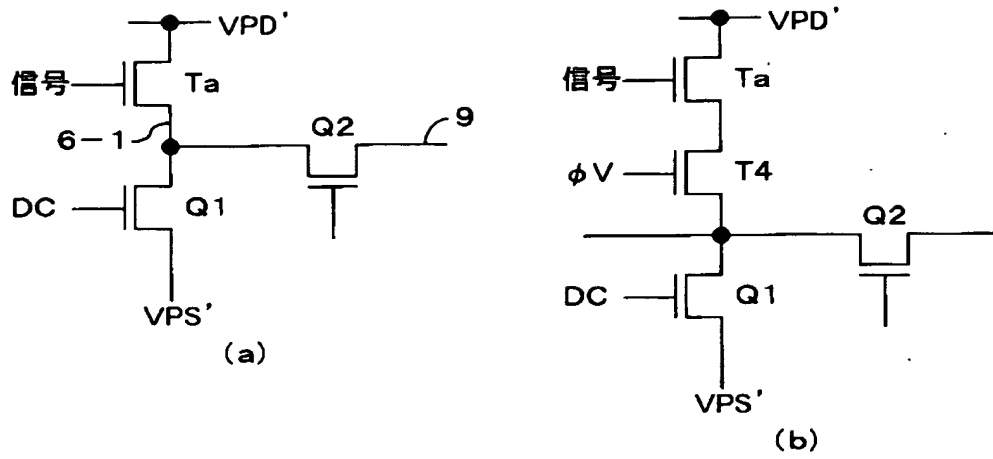 VPD'
信号
Ta
6-1
Q2
9
DC
Q1
VPS'
(a)
VPD'
信号
Ta
φV
T4
Q2
DC
Q1
VPS'
(b)